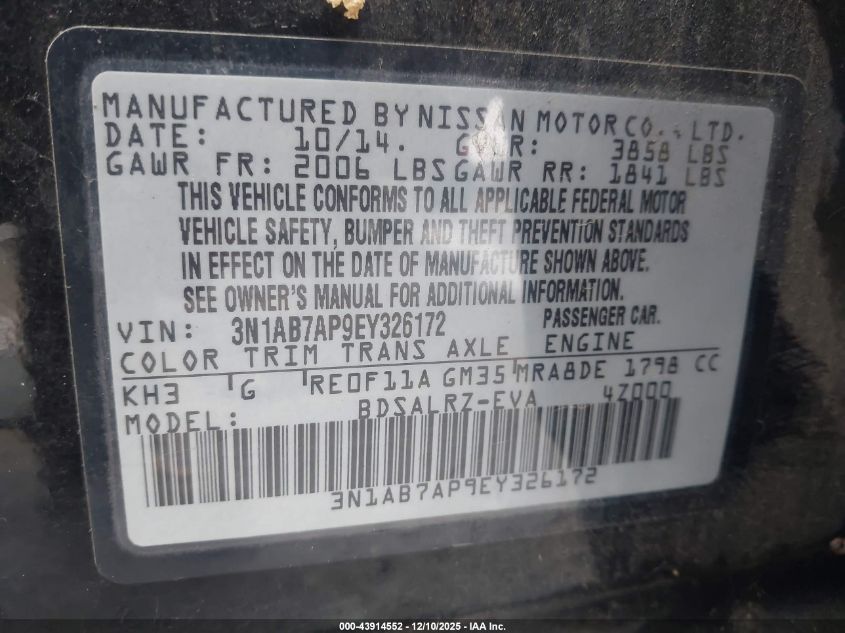 MANUFACTURED BY NISSAN MOTOR CO., LTD.
DATE: 10/14. GVWR: 3858 LBS
GAWR FR: 2006 LBS GAWR RR: 1841 LBS
THIS VEHICLE CONFORMS TO ALL APPLICABLE FEDERAL MOTOR
VEHICLE SAFETY, BUMPER AND THEFT PREVENTION STANDARDS
IN EFFECT ON THE DATE OF MANUFACTURE SHOWN ABOVE.
SEE OWNER'S MANUAL FOR ADDITIONAL INFORMATION.
VIN: 3N1AB7AP9EY326172 PASSENGER CAR.
COLOR TRIM TRANS AXLE ENGINE
KH3 G RE0F11A GM35 MRA8DE 1798 CC
MODEL: BDSALRZ-EVA 4Z000
3N1AB7AP9EY326172
000-43914552 - 12/10/2025 - IAA Inc.